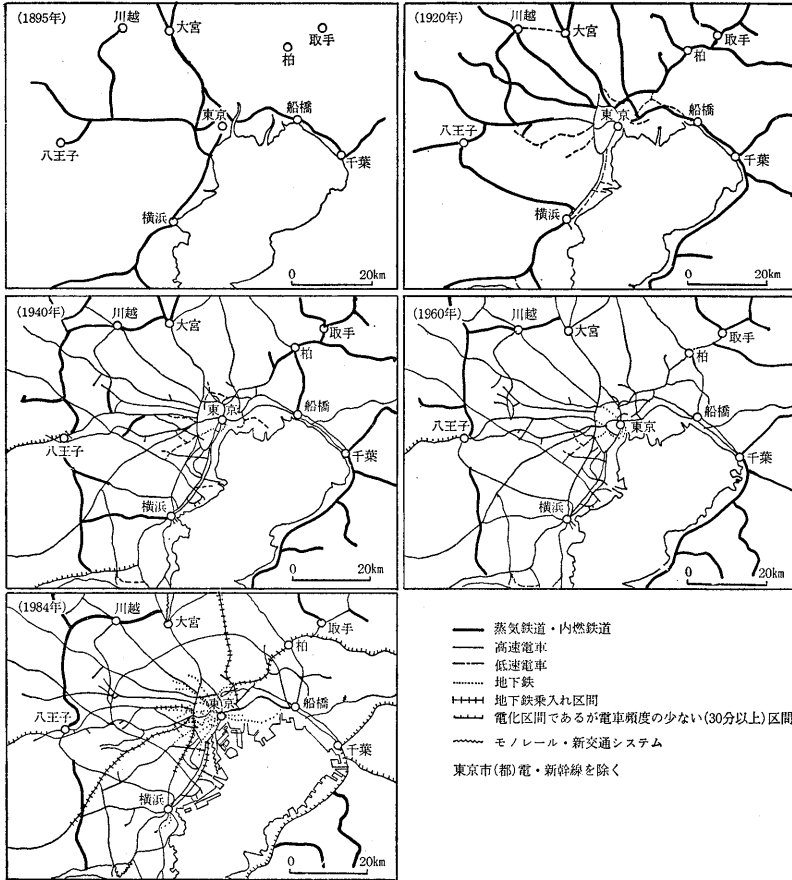 (1895年)
川越
大宮
取手
柏
東京
船橋
八王子
千葉
横浜
0 20km
(1920年)
川越
大宮
取手
柏
東京
船橋
八王子
千葉
横浜
0 20km
(1940年)
川越
大宮
取手
柏
東京
船橋
八王子
千葉
横浜
0 20km
(1960年)
川越
大宮
取手
柏
東京
船橋
八王子
千葉
横浜
0 20km
(1984年)
川越
大宮
取手
柏
東京
船橋
八王子
千葉
横浜
0 20km
蒸気鉄道・内燃鉄道
高速電車
低速電車
地下鉄
地下鉄乗入れ区間
電化区間であるが電車頻度の少ない(30分以上)区間
モノレール・新交通システム
東京市(都)電・新幹線を除く